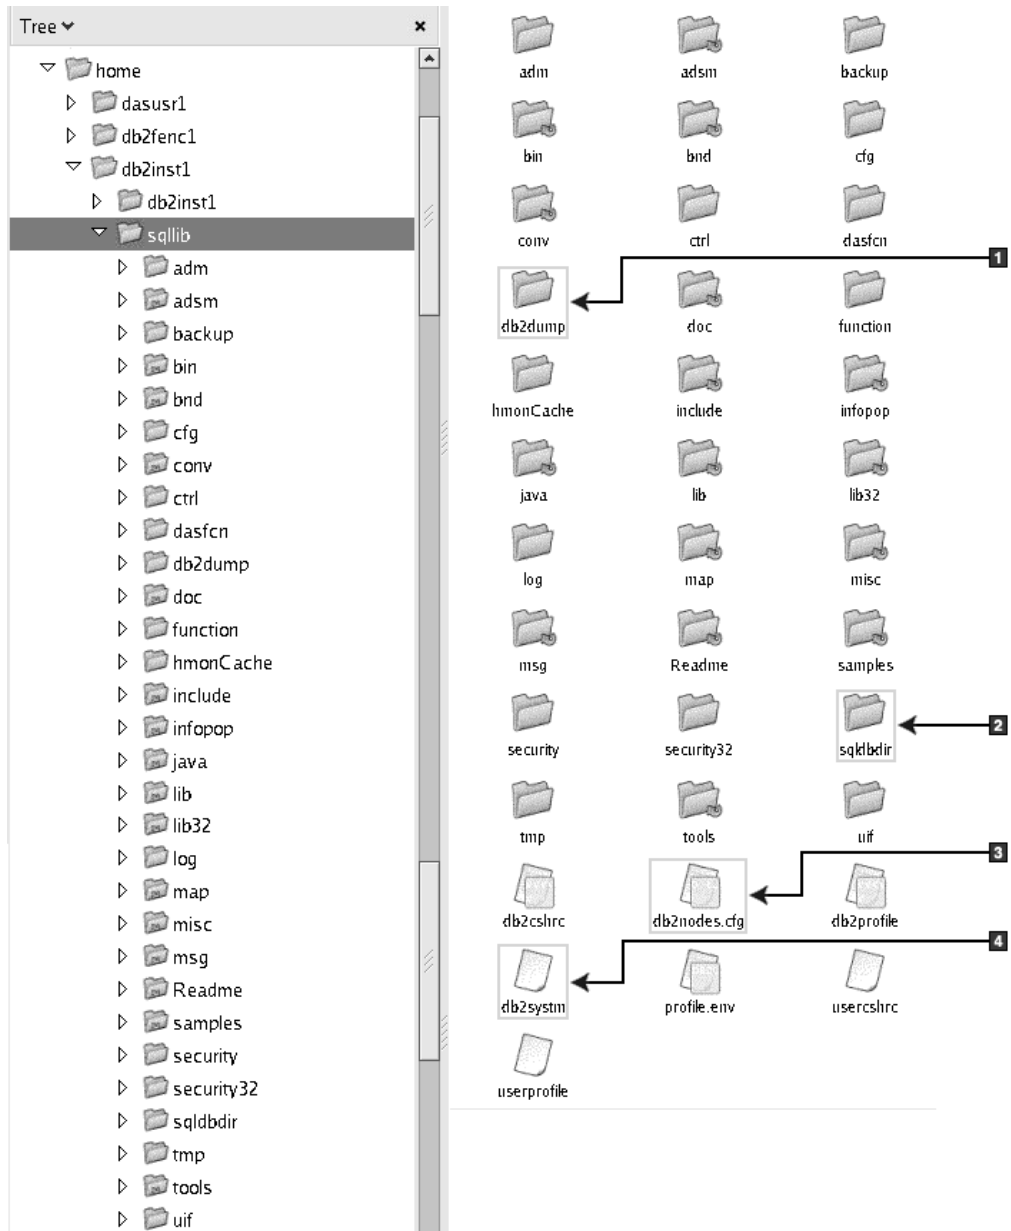 Tree
home
dasusr1
db2fenc1
db2inst1
db2inst1
sqllib
adm
adsm
backup
bin
bnd
cfg
conv
ctrl
dasfcn
db2dump
doc
function
hmonCache
include
infopop
java
lib
lib32
log
map
misc
msg
Readme
samples
security
security32
sqldbdir
tmp
tools
uif
adm adsm backup
bin bnd cfg
conv ctrl dasfcn
1
db2dump doc function
hmonCache include infopop
java lib lib32
log map misc
msg Readme samples
2
security security32 sqldbdir
tmp tools uif
3
db2cshrc db2nodes.cfg db2profile
4
db2systm profile.env usercshrc
userprofile